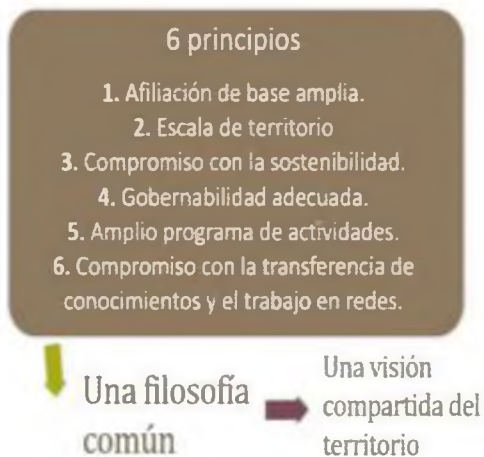 6 principios
1. Afiliación de base amplia.
2. Escala de territorio
3. Compromiso con la sostenibilidad.
4. Gobernabilidad adecuada.
5. Amplio programa de actividades.
6. Compromiso con la transferencia de
conocimientos y el trabajo en redes.
Una filosofía
común
Una visión
compartida del
territorio